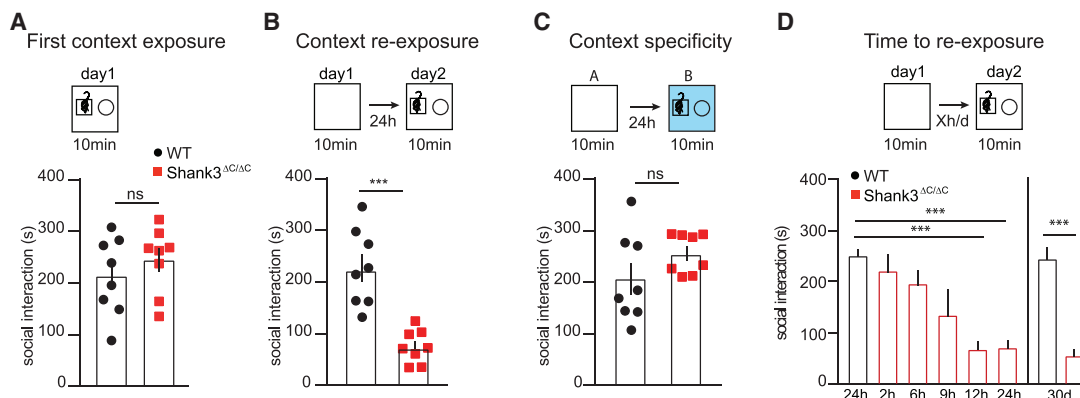 A
First context exposure
day1
10min
WT
Shank3ΔC/ΔC
ns
social interaction (s)
400
300
200
100
0
B
Context re-exposure
day1
day2
24h
10min
10min
***
social interaction (s)
400
300
200
100
0
C
Context specificity
A
B
24h
10min
10min
ns
social interaction (s)
400
300
200
100
0
D
Time to re-exposure
day1
day2
Xh/d
10min
10min
WT
Shank3ΔC/ΔC
***
***
***
social interaction (s)
400
300
200
100
0
24h 2h 6h 9h 12h 24h 30d